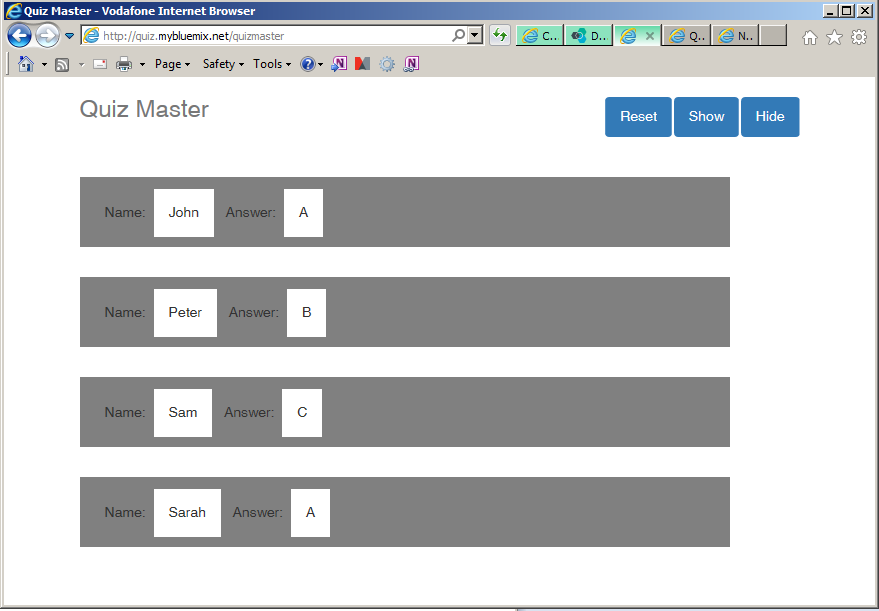 Quiz Master - Vodafone Internet Browser
http://quiz.mybluemix.net/quizmaster C.. D.. Q.. N..
Page Safety Tools
Quiz Master Reset Show Hide
Name: John Answer: A
Name: Peter Answer: B
Name: Sam Answer: C
Name: Sarah Answer: A